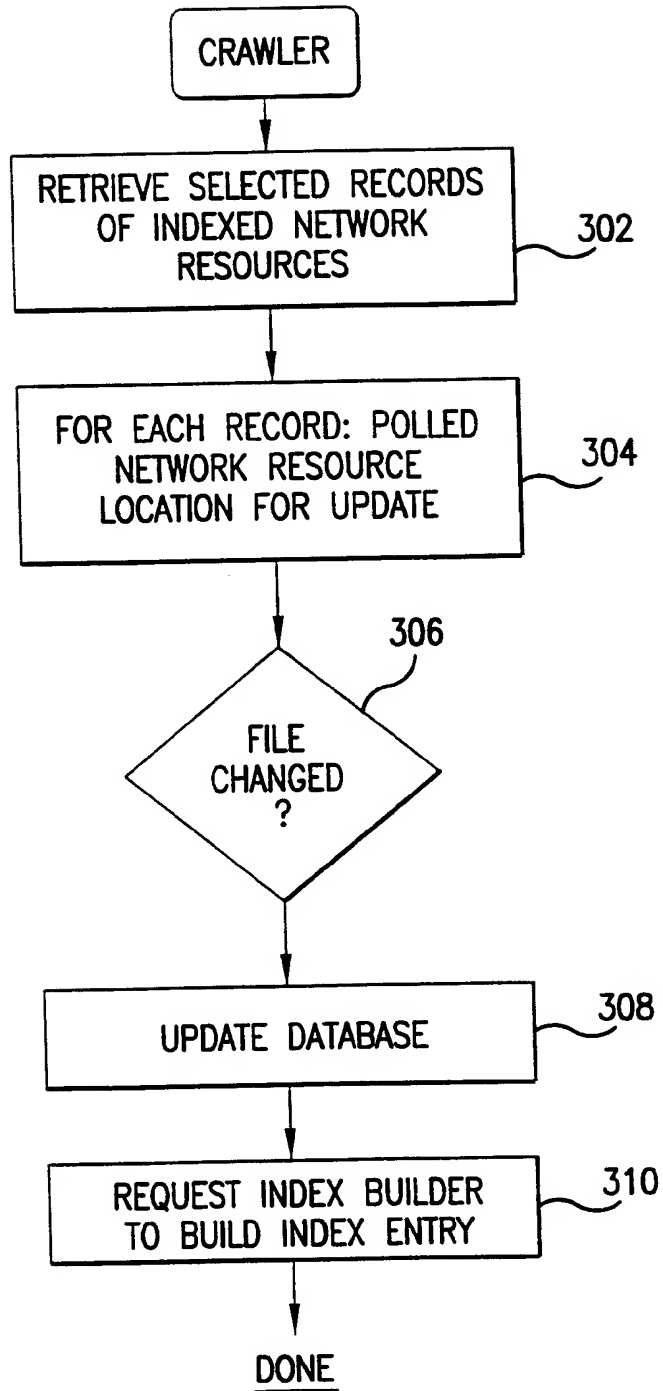 CRAWLER
RETRIEVE SELECTED RECORDS
OF INDEXED NETWORK
RESOURCES
302
FOR EACH RECORD: POLLED
NETWORK RESOURCE
LOCATION FOR UPDATE
304
306
FILE
CHANGED
?
UPDATE DATABASE
308
REQUEST INDEX BUILDER
TO BUILD INDEX ENTRY
310
DONE